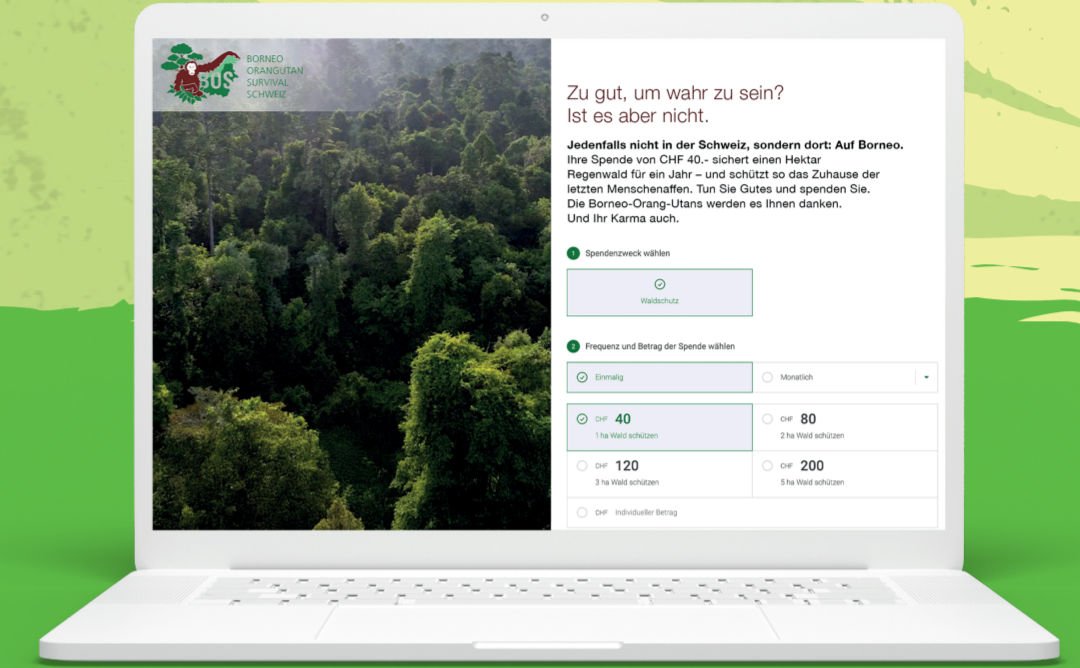 BOS
BORNEO
ORANGUTAN
SURVIVAL
SCHWEIZ
Zu gut, um wahr zu sein?
Ist es aber nicht.
Jedenfalls nicht in der Schweiz, sondern dort: Auf Borneo.
Ihre Spende von CHF 40.- sichert einen Hektar
Regenwald für ein Jahr – und schützt so das Zuhause der
letzten Menschenaffen. Tun Sie Gutes und spenden Sie.
Die Borneo-Orang-Utans werden es Ihnen danken.
Und Ihr Karma auch.
1 Spendenzweck wählen
Waldschutz
2 Frequenz und Betrag der Spende wählen
Einmalig
Monatlich
CHF 40
1 ha Wald schützen
CHF 80
2 ha Wald schützen
CHF 120
3 ha Wald schützen
CHF 200
5 ha Wald schützen
CHF Individueller Betrag